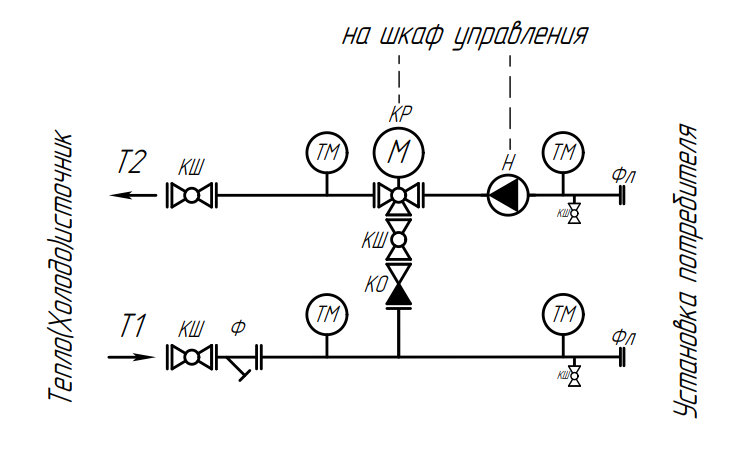 на шкаф управления
КР
Т2
КШ
ТМ
М
Н
ТМ
Фл
КШ
КШ
КО
Т1
КШ
Ф
ТМ
ТМ
Фл
КШ
Тепло(Холодо)источник
Установка потребителя